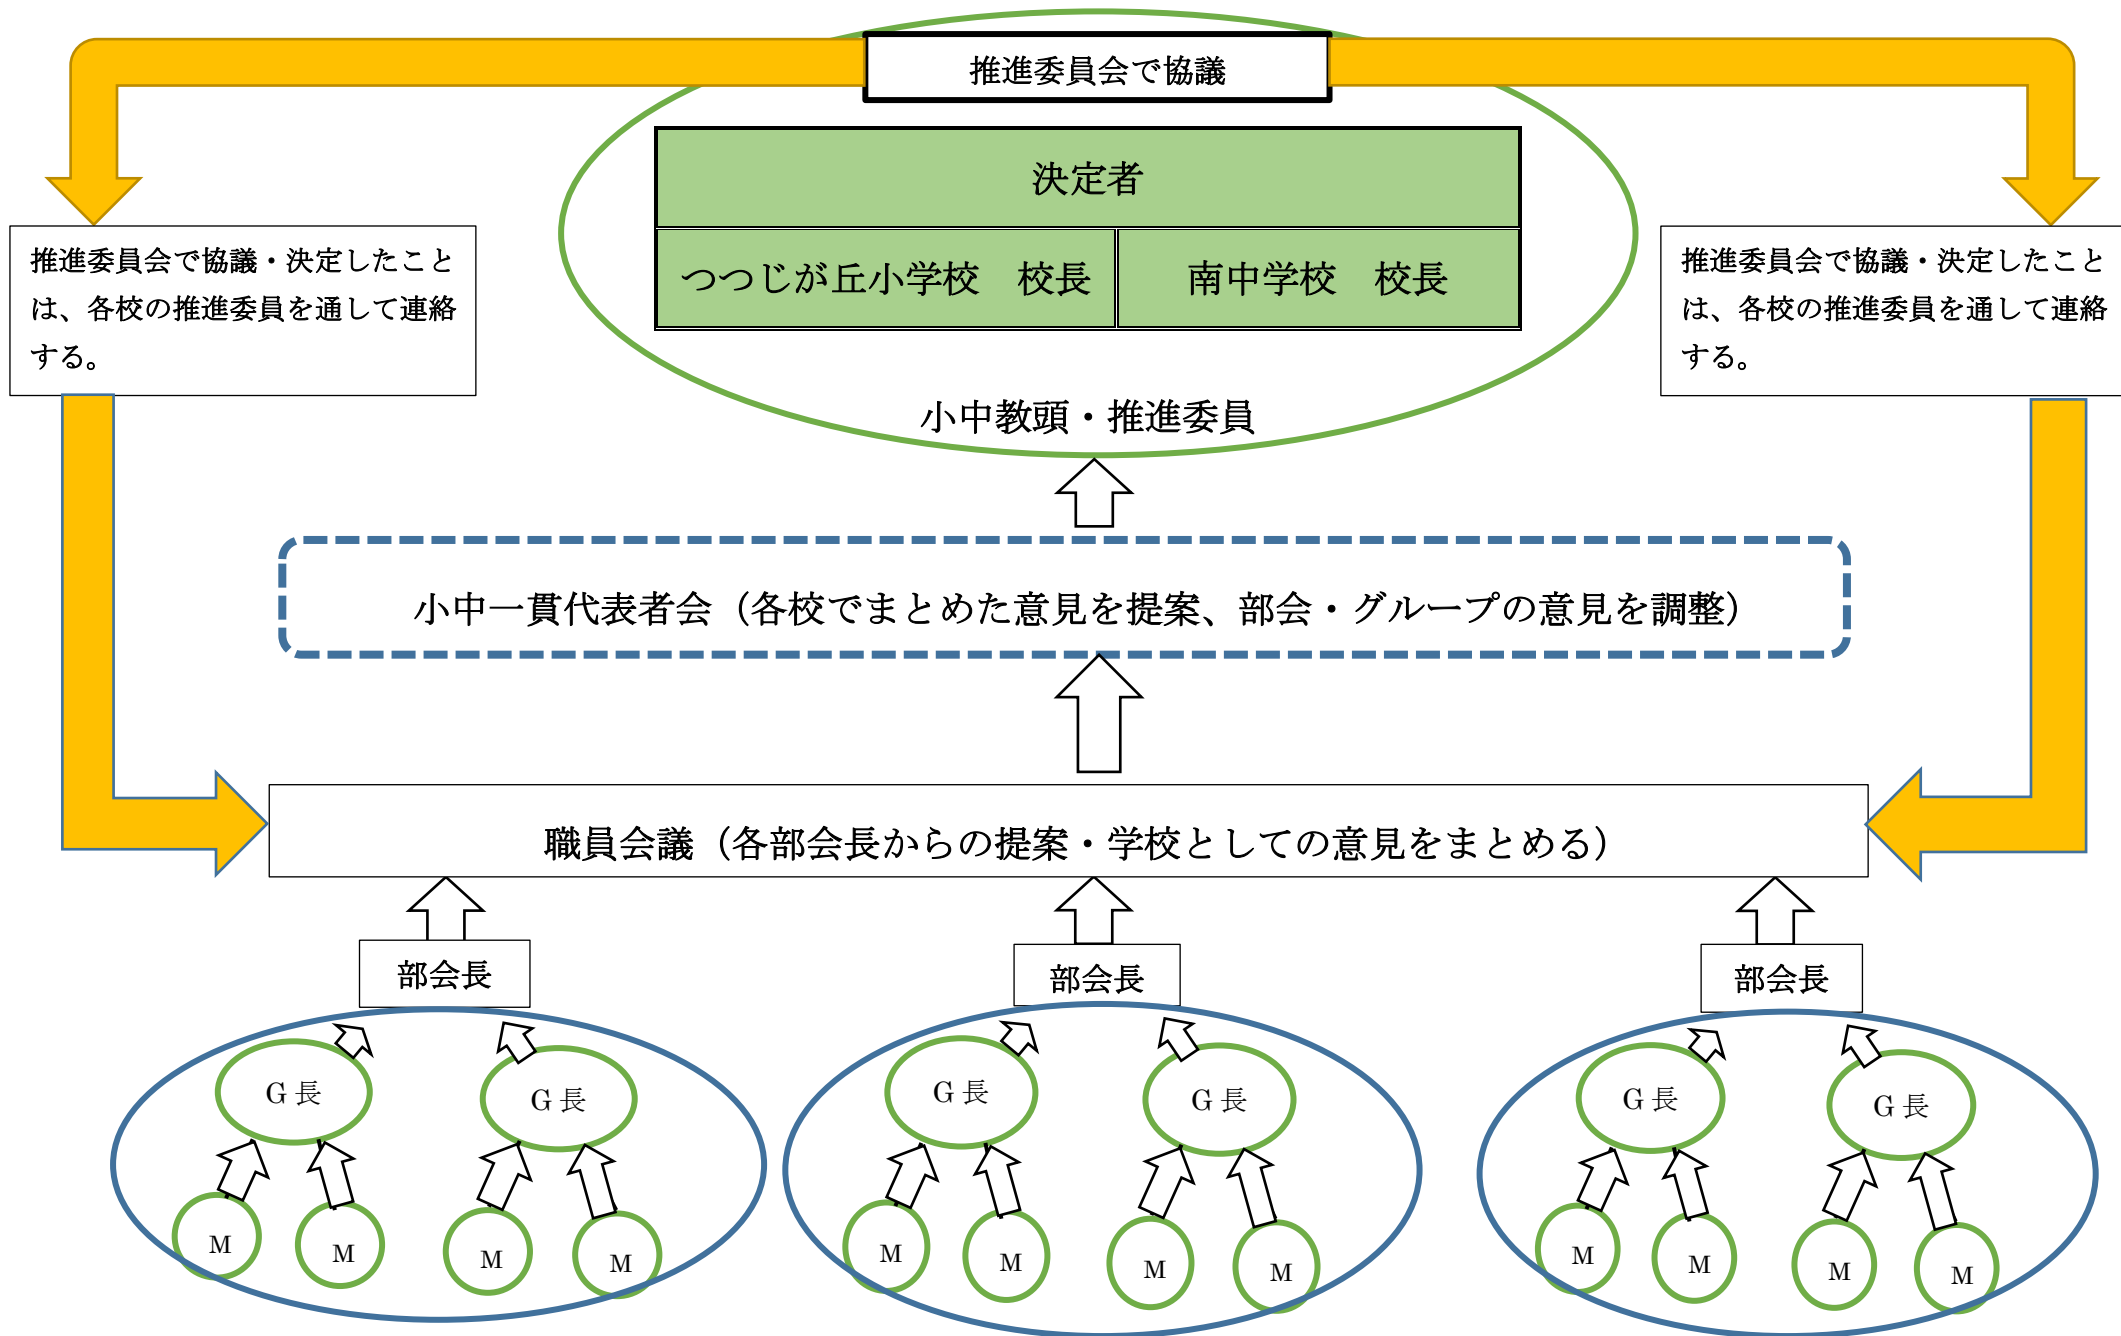 推進委員会で協議
決定者
つつじが丘小学校　校長
南中学校　校長
小中教頭・推進委員
推進委員会で協議・決定したこと
は、各校の推進委員を通して連絡
する。
推進委員会で協議・決定したこと
は、各校の推進委員を通して連絡
する。
小中一貫代表者会（各校でまとめた意見を提案、部会・グループの意見を調整）
職員会議（各部会長からの提案・学校としての意見をまとめる）
部会長
部会長
部会長
G 長
G 長
G 長
G 長
G 長
G 長
M
M
M
M
M
M
M
M
M
M
M
M